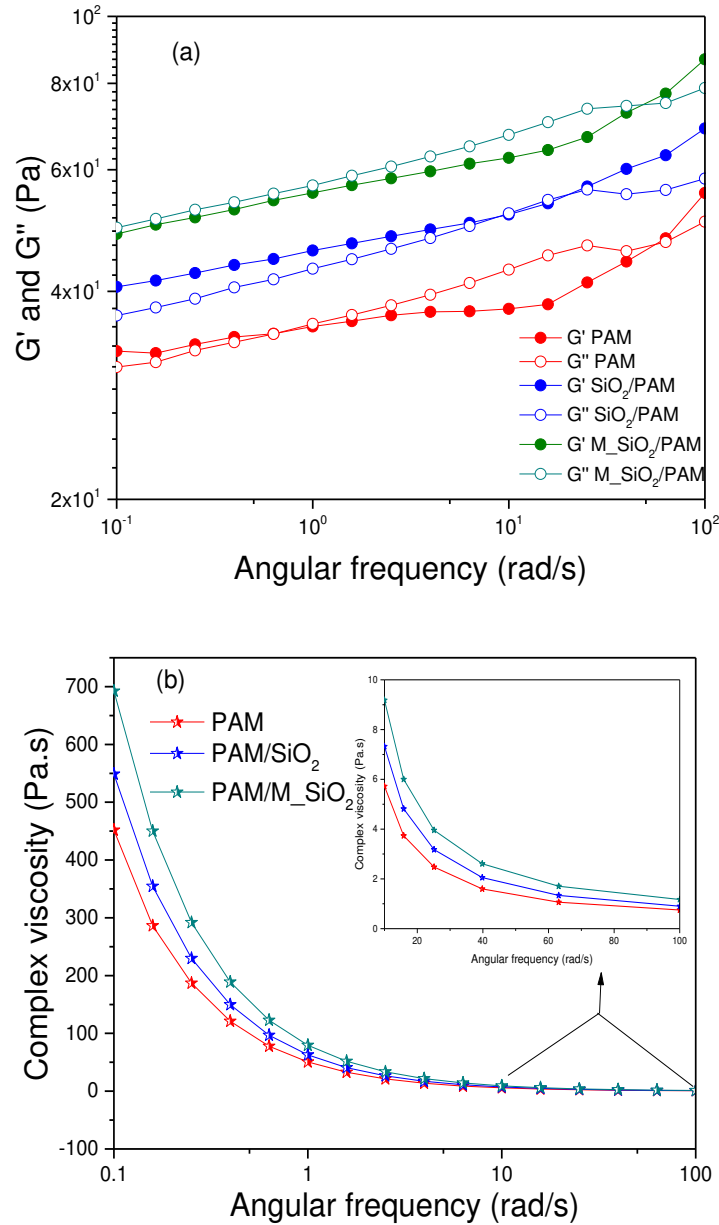 (a)
10²
8x10¹
6x10¹
4x10¹
2x10¹
G' and G" (Pa)
G' PAM
G" PAM
G' SiO₂/PAM
G" SiO₂/PAM
G' M_SiO₂/PAM
G" M_SiO₂/PAM
10⁻¹ 10⁰ 10¹ 10²
Angular frequency (rad/s)
(b)
700
600
500
400
300
200
100
0
-100
Complex viscosity (Pa.s)
PAM
PAM/SiO₂
PAM/M_SiO₂
10
8
6
4
2
0
Complex viscosity (Pa.s)
20 40 60 80 100
Angular frequency (rad/s)
0.1 1 10 100
Angular frequency (rad/s)